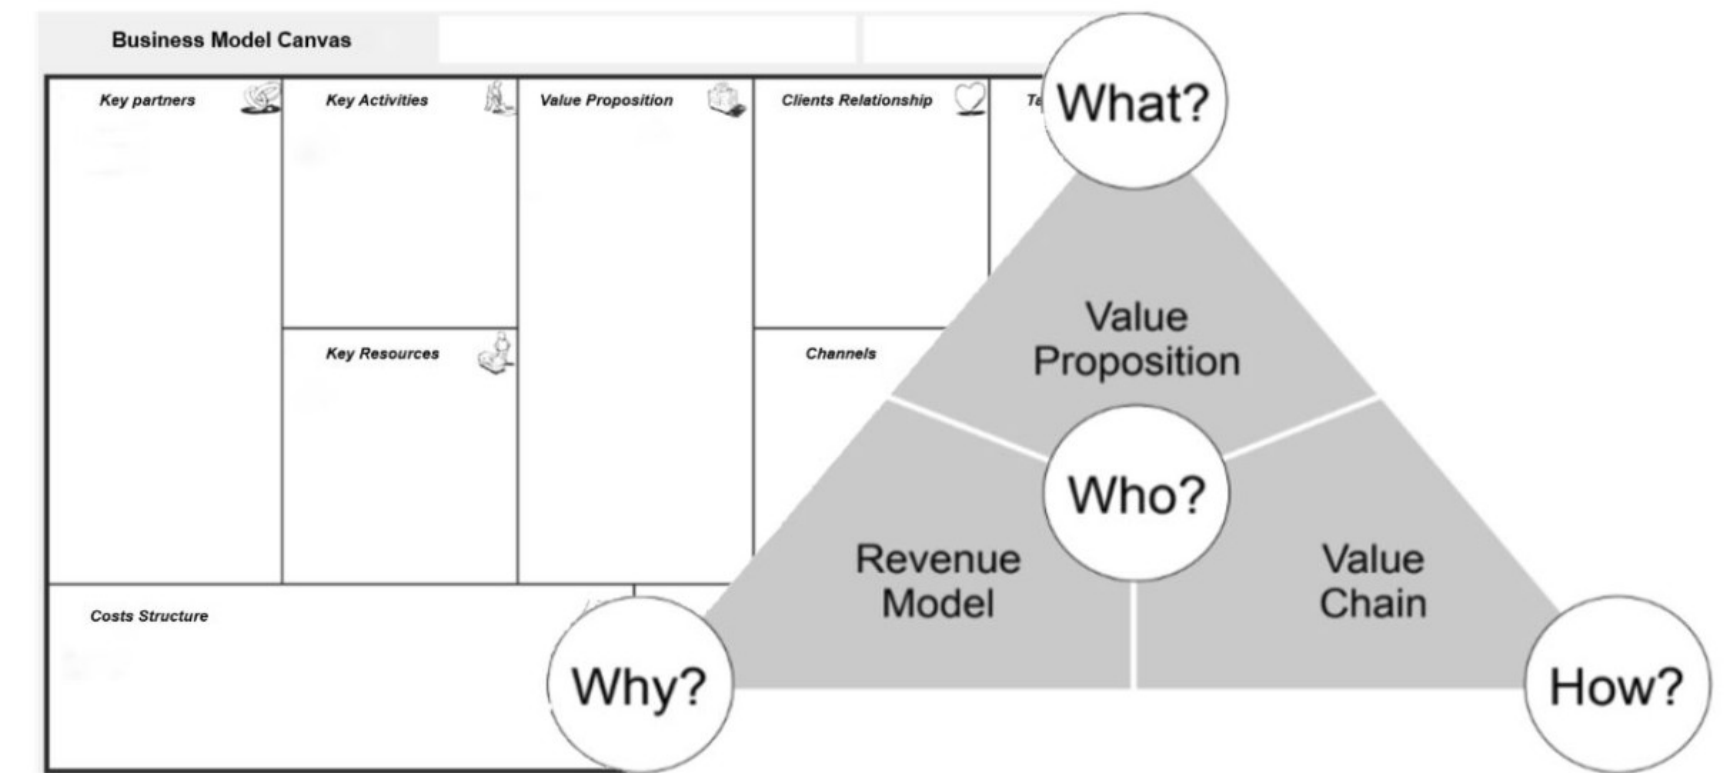 Business Model Canvas
Key partners
Key Activities
Value Proposition
Clients Relationship
What?
Key Resources
Channels
Value
Proposition
Who?
Revenue
Model
Value
Chain
Costs Structure
Why?
How?